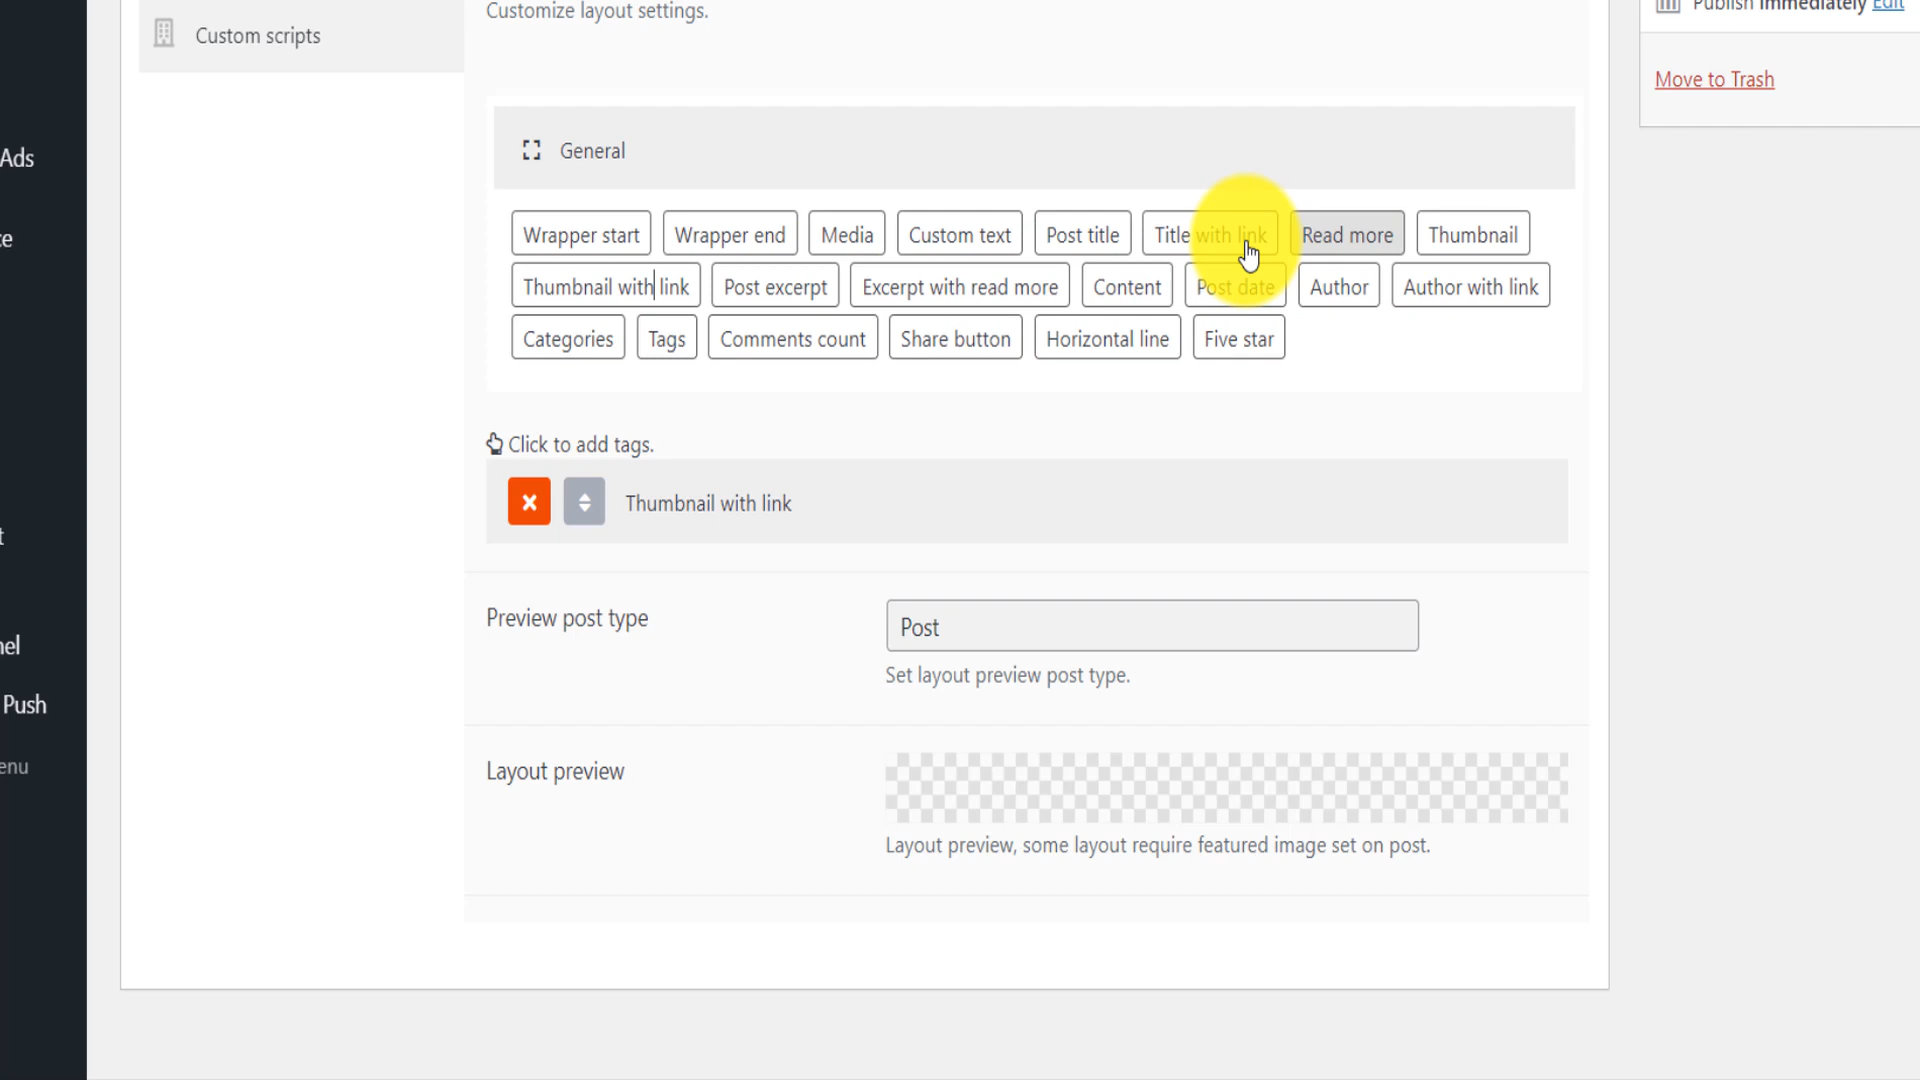 Customize layout settings.
Publish immediately Edit
Custom scripts
Move to Trash
Ads
General
Wrapper start Wrapper end Media Custom text Post title Title with link Read more Thumbnail
Thumbnail with link Post excerpt Excerpt with read more Content Post date Author Author with link
Categories Tags Comments count Share button Horizontal line Five star
Click to add tags.
Thumbnail with link
Preview post type
Post
Set layout preview post type.
Push
Layout preview
Layout preview, some layout require featured image set on post.